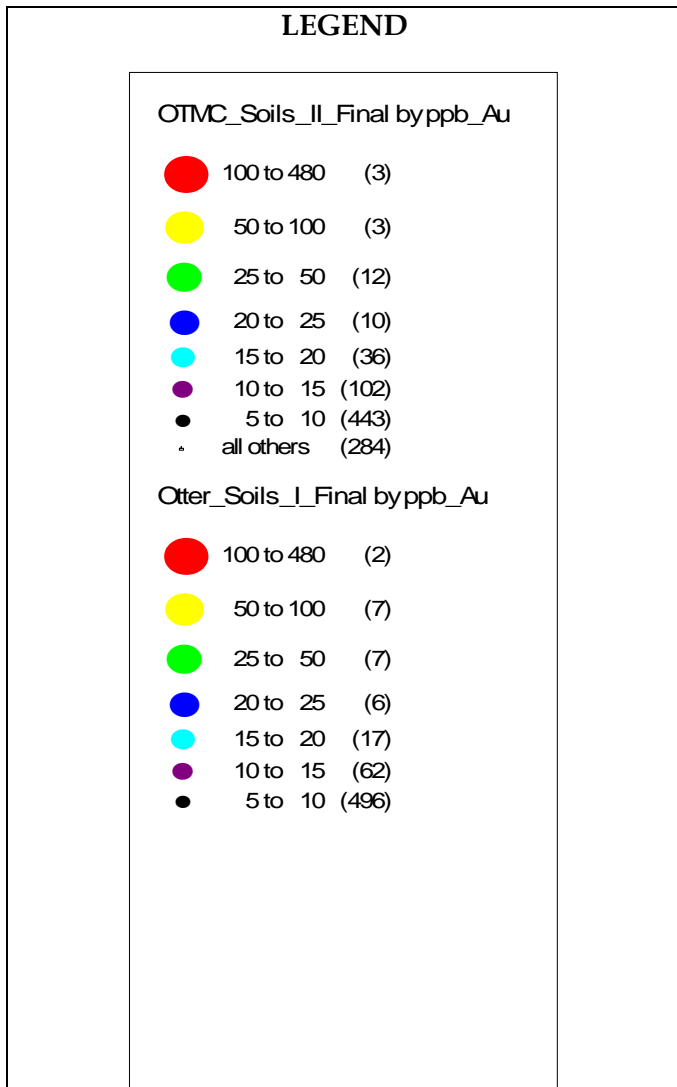 LEGEND
OTMC_Soils_II_Final by ppb_Au
100 to 480 (3)
50 to 100 (3)
25 to 50 (12)
20 to 25 (10)
15 to 20 (36)
10 to 15 (102)
5 to 10 (443)
all others (284)
Otter_Soils_I_Final by ppb_Au
100 to 480 (2)
50 to 100 (7)
25 to 50 (7)
20 to 25 (6)
15 to 20 (17)
10 to 15 (62)
5 to 10 (496)